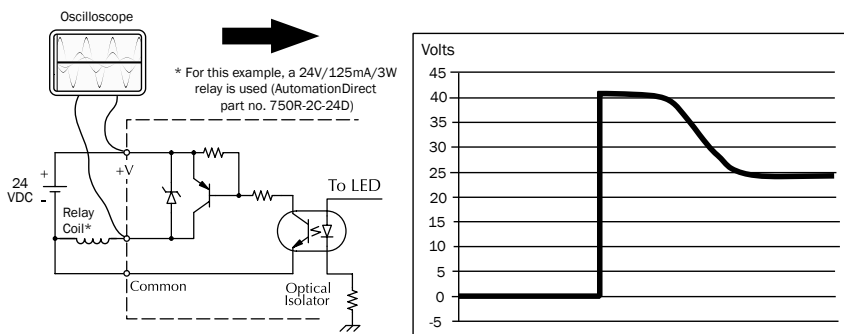 Oscilloscope
* For this example, a 24V/125mA/3W
relay is used (AutomationDirect
part no. 750R-2C-24D)
+V
+
24
VDC
-
To LED
Relay
Coil*
Common
Optical
Isolator
Volts
45
40
35
30
25
20
15
10
5
0
-5